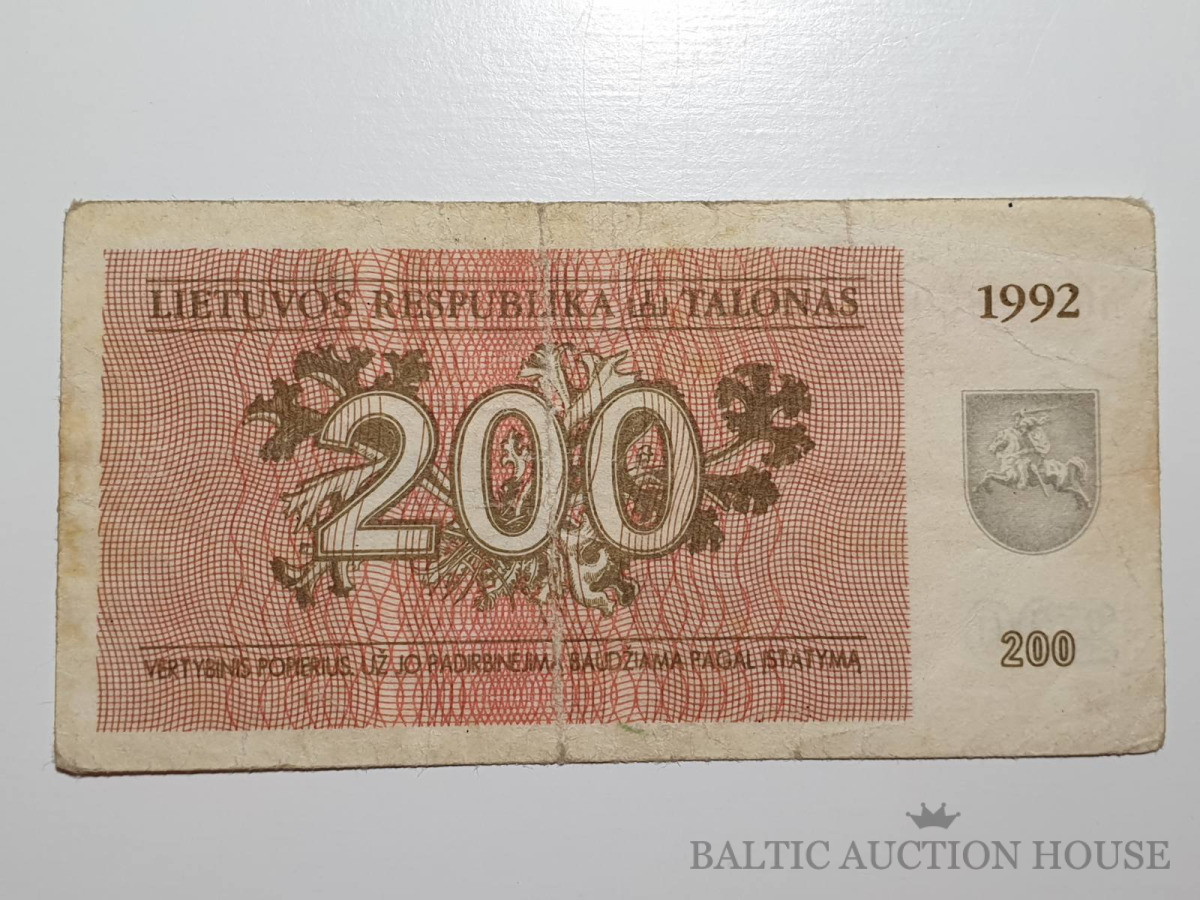 LIETUVOS RESPUBLIKA TALONAS
1992
200
VERTYBINIS POPIERIUS. UŽ JO PADIRBINĖJIMĄ BAUDŽIAMA PAGAL ĮSTATYMĄ
200
BALTIC AUCTION HOUSE